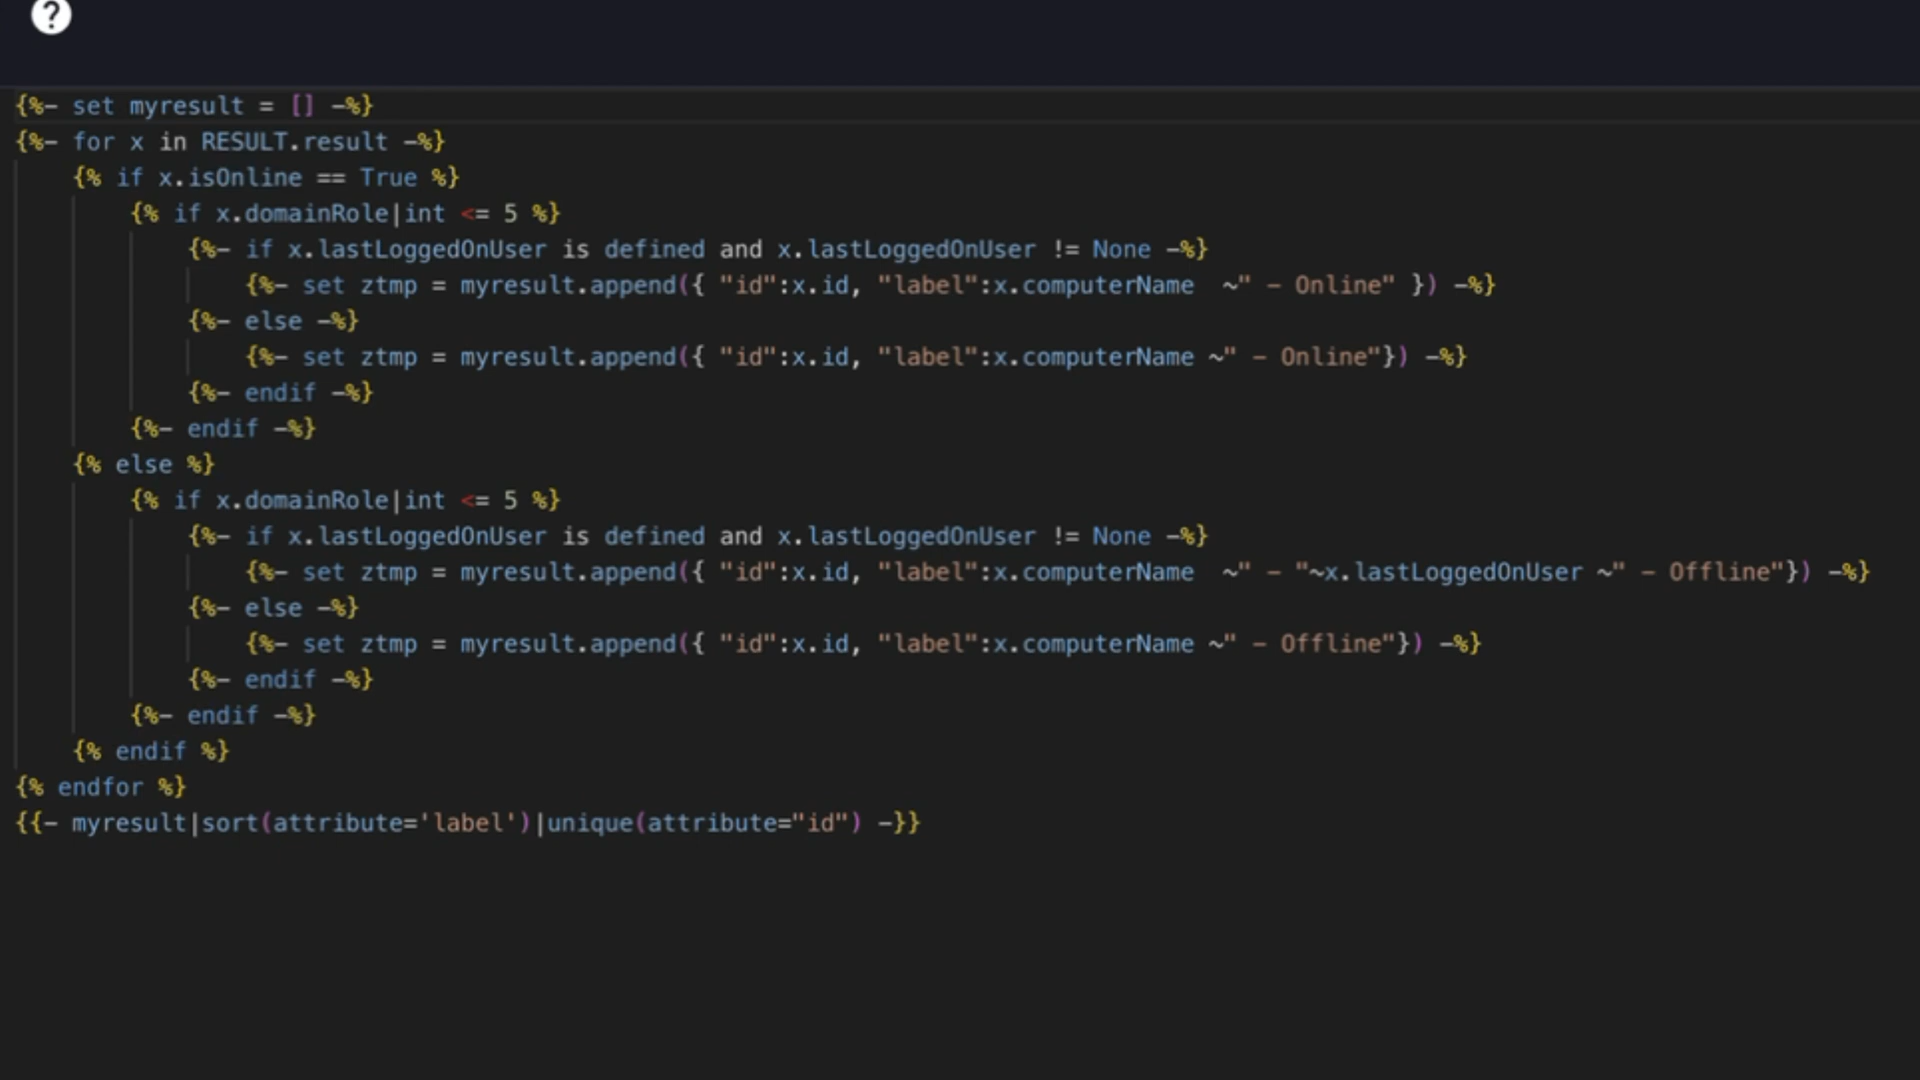 ?
{%- set myresult = [] -%}
{%- for x in RESULT.result -%}
{% if x.isOnline == True %}
{% if x.domainRole|int <= 5 %}
{%- if x.lastLoggedOnUser is defined and x.lastLoggedOnUser != None -%}
{%- set ztmp = myresult.append({ "id":x.id, "label":x.computerName  ~" - Online" }) -%}
{%- else -%}
{%- set ztmp = myresult.append({ "id":x.id, "label":x.computerName ~" - Online"}) -%}
{%- endif -%}
{%- endif -%}
{% else %}
{% if x.domainRole|int <= 5 %}
{%- if x.lastLoggedOnUser is defined and x.lastLoggedOnUser != None -%}
{%- set ztmp = myresult.append({ "id":x.id, "label":x.computerName  ~" - "~x.lastLoggedOnUser ~" - Offline"}) -%}
{%- else -%}
{%- set ztmp = myresult.append({ "id":x.id, "label":x.computerName ~" - Offline"}) -%}
{%- endif -%}
{%- endif -%}
{% endif %}
{% endfor %}
{{- myresult|sort(attribute='label')|unique(attribute="id") -}}